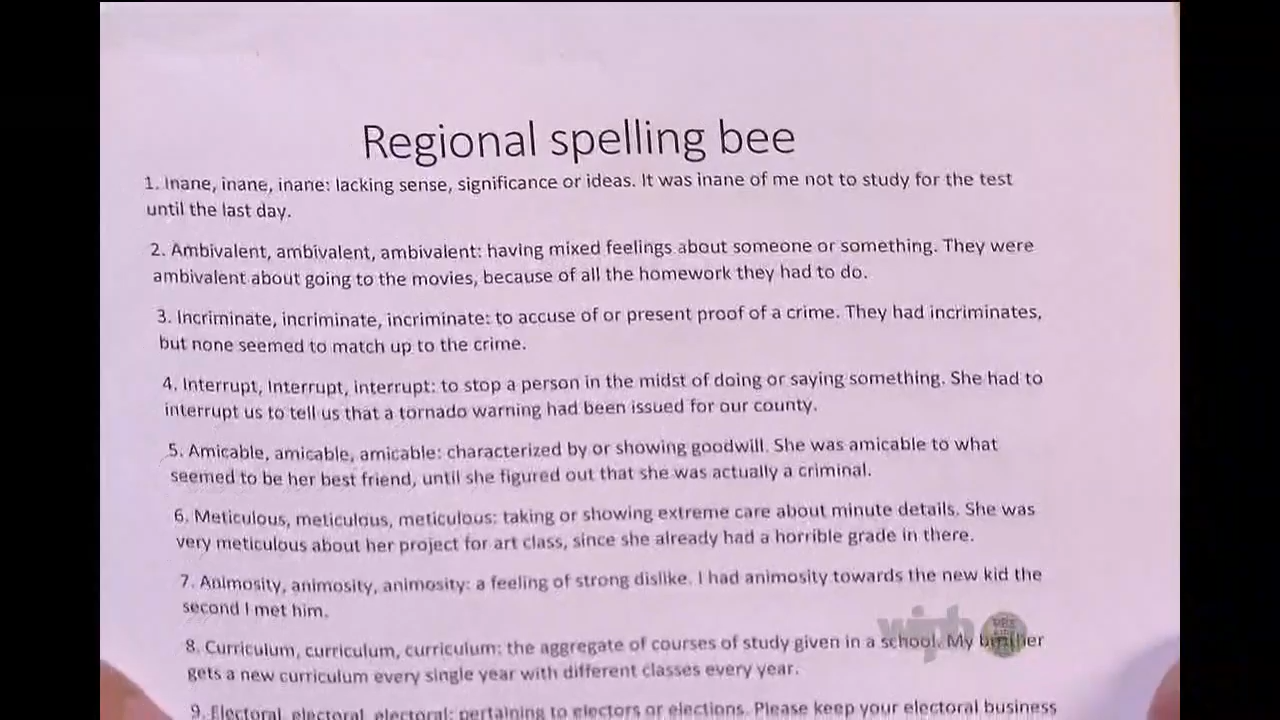 Regional spelling bee
1. Inane, inane, inane: lacking sense, significance or ideas. It was inane of me not to study for the test
until the last day.
2. Ambivalent, ambivalent, ambivalent: having mixed feelings about someone or something. They were
ambivalent about going to the movies, because of all the homework they had to do.
3. Incriminate, incriminate, incriminate: to accuse of or present proof of a crime. They had incriminates,
but none seemed to match up to the crime.
4. Interrupt, Interrupt, interrupt: to stop a person in the midst of doing or saying something. She had to
interrupt us to tell us that a tornado warning had been issued for our county.
5. Amicable, amicable, amicable: characterized by or showing goodwill. She was amicable to what
seemed to be her best friend, until she figured out that she was actually a criminal.
6. Meticulous, meticulous, meticulous: taking or showing extreme care about minute details. She was
very meticulous about her project for art class, since she already had a horrible grade in there.
7. Animosity, animosity, animosity: a feeling of strong dislike. I had animosity towards the new kid the
second I met him.
8. Curriculum, curriculum, curriculum: the aggregate of courses of study given in a school. My brother
gets a new curriculum every single year with different classes every year.
9. Electoral, electoral, electoral: pertaining to electors or elections. Please keep your electoral business
wipb